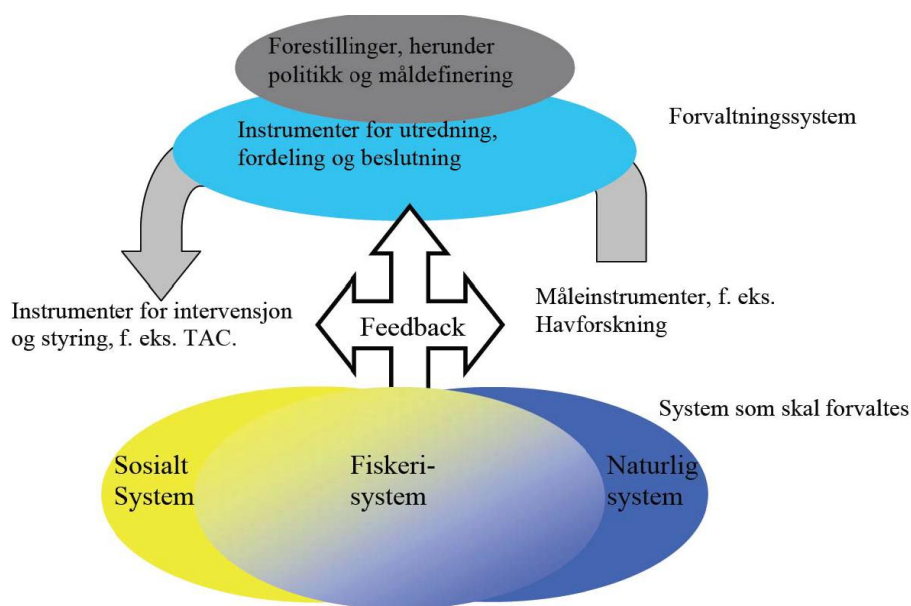 Forestillinger, herunder
politikk og måldefinering
Instrumenter for utredning,
fordeling og beslutning
Forvaltningssystem
Instrumenter for intervensjon
og styring, f. eks. TAC.
Feedback
Måleinstrumenter, f. eks.
Havforskning
System som skal forvaltes
Sosialt
System
Fiskeri-
system
Naturlig
system